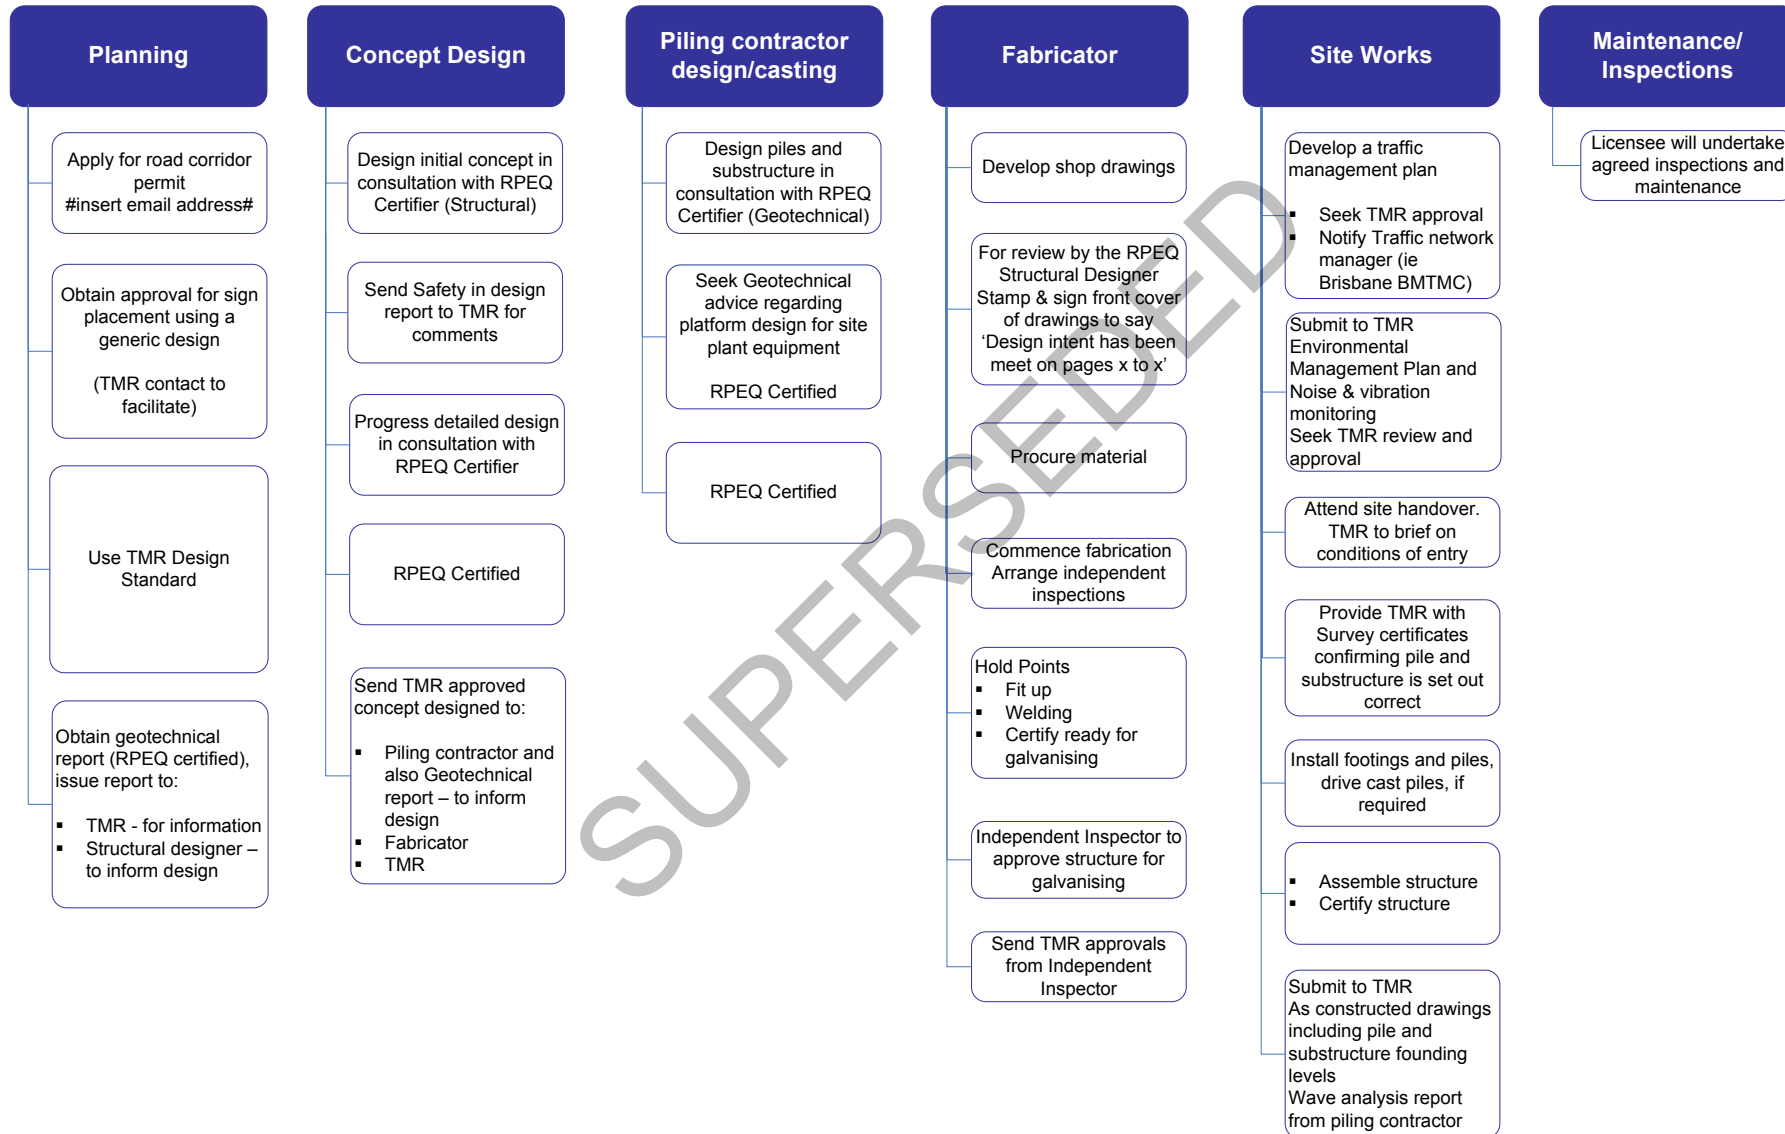 Planning
Apply for road corridor
permit
#insert email address#
Obtain approval for sign
placement using a
generic design
(TMR contact to
facilitate)
Use TMR Design
Standard
Obtain geotechnical
report (RPEQ certified),
issue report to:
▪ TMR - for information
▪ Structural designer –
to inform design
Concept Design
Design initial concept in
consultation with RPEQ
Certifier (Structural)
Send Safety in design
report to TMR for
comments
Progress detailed design
in consultation with
RPEQ Certifier
RPEQ Certified
Send TMR approved
concept designed to:
▪ Piling contractor and
also Geotechnical
report – to inform
design
▪ Fabricator
▪ TMR
Piling contractor
design/casting
Design piles and
substructure in
consultation with RPEQ
Certifier (Geotechnical)
Seek Geotechnical
advice regarding
platform design for site
plant equipment
RPEQ Certified
RPEQ Certified
Fabricator
Develop shop drawings
For review by the RPEQ
Structural Designer
Stamp & sign front cover
of drawings to say
‘Design intent has been
meet on pages x to x’
Procure material
Commence fabrication
Arrange independent
inspections
Hold Points
▪ Fit up
▪ Welding
▪ Certify ready for
galvanising
Independent Inspector to
approve structure for
galvanising
Send TMR approvals
from Independent
Inspector
Site Works
Develop a traffic
management plan
▪ Seek TMR approval
▪ Notify Traffic network
manager (ie
Brisbane BMTMC)
Submit to TMR
Environmental
Management Plan and
Noise & vibration
monitoring
Seek TMR review and
approval
Attend site handover.
TMR to brief on
conditions of entry
Provide TMR with
Survey certificates
confirming pile and
substructure is set out
correct
Install footings and piles,
drive cast piles, if
required
▪ Assemble structure
▪ Certify structure
Submit to TMR
As constructed drawings
including pile and
substructure founding
levels
Wave analysis report
from piling contractor
Maintenance/
Inspections
Licensee will undertake
agreed inspections and
maintenance
SUPERSEDED